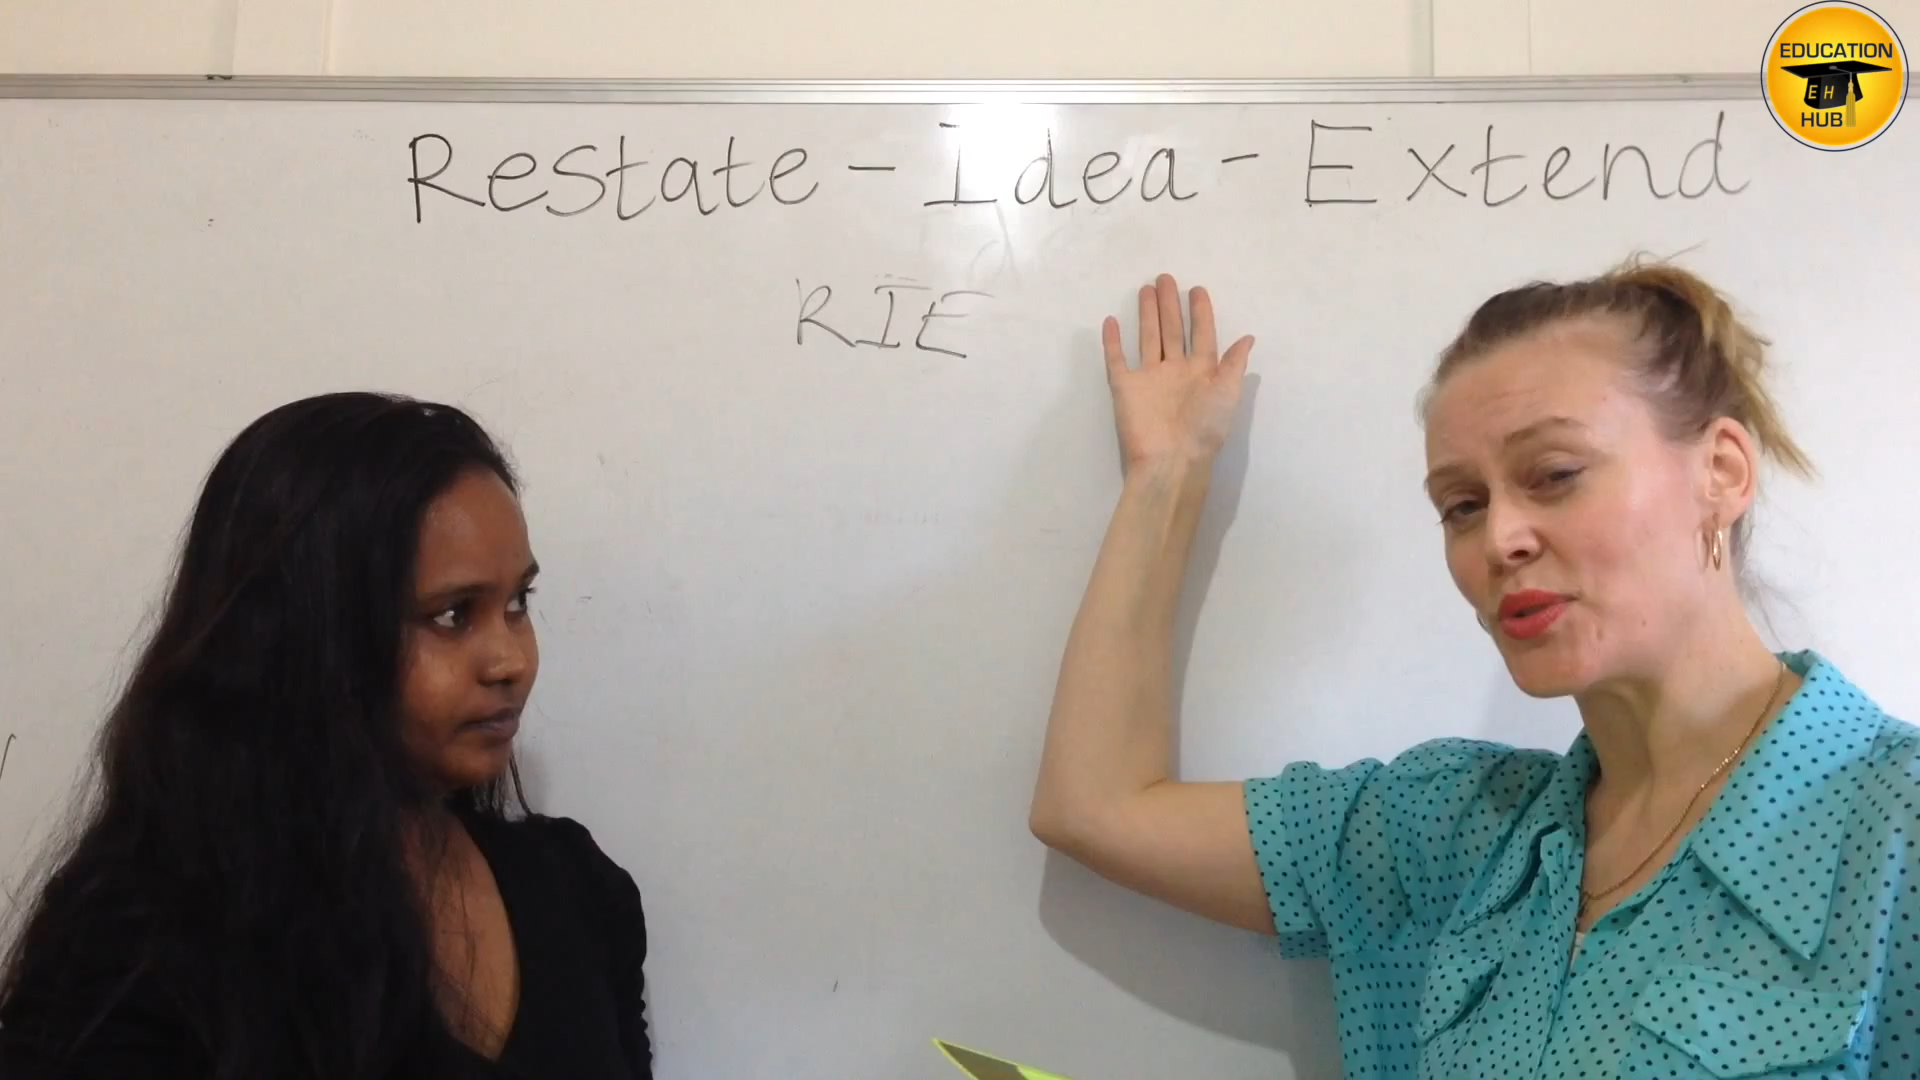 Restate - Idea - Extend
RIE
EDUCATION
EH
HUB